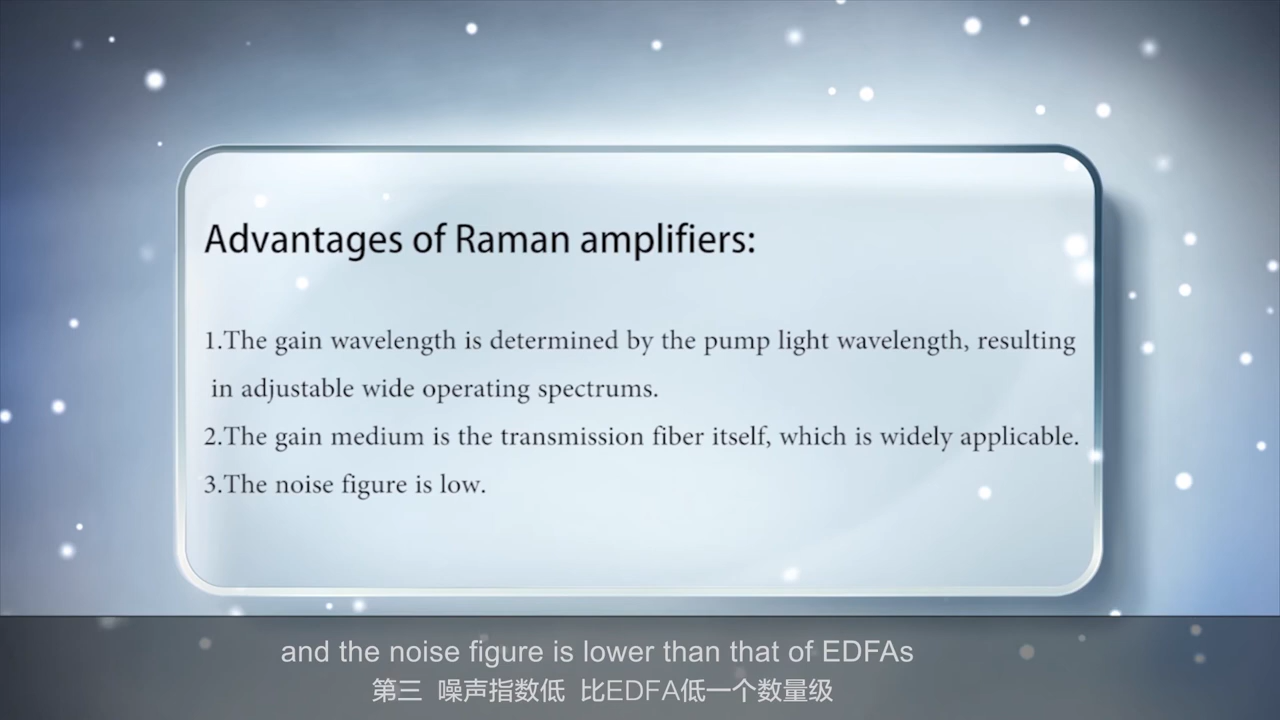 Advantages of Raman amplifiers:
1.The gain wavelength is determined by the pump light wavelength, resulting
in adjustable wide operating spectrums.
2.The gain medium is the transmission fiber itself, which is widely applicable.
3.The noise figure is low.
and the noise figure is lower than that of EDFAs
第三 噪声指数低 比EDFA低一个数量级